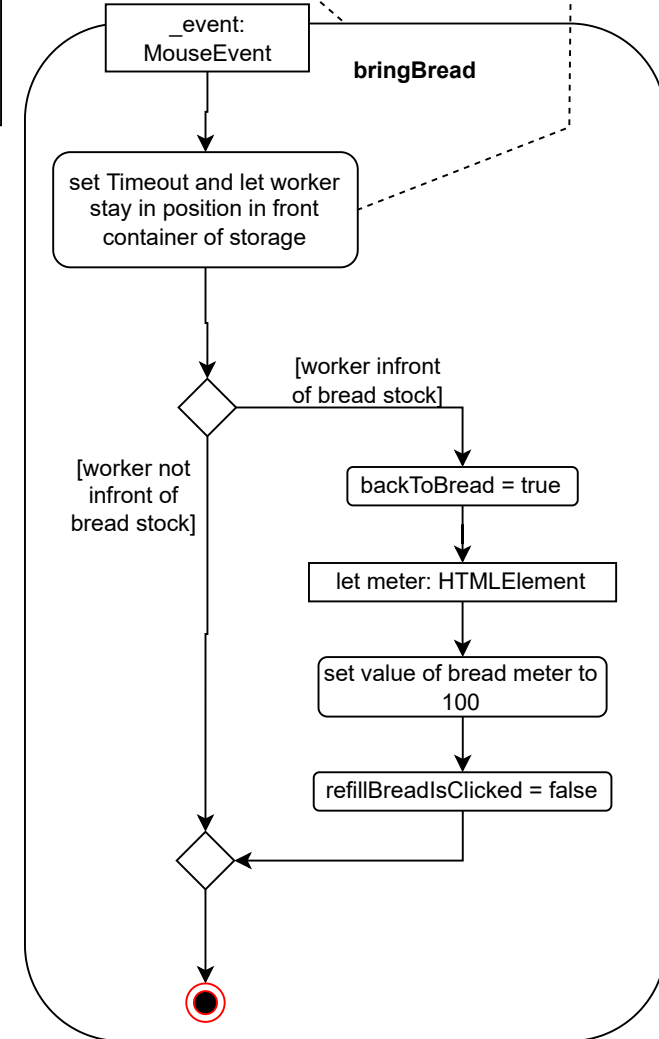 _event:
MouseEvent
bringBread
set Timeout and let worker
stay in position in front
container of storage
[worker infront
of bread stock]
[worker not
infront of
bread stock]
backToBread = true
let meter: HTMLElement
set value of bread meter to
100
refillBreadIsClicked = false